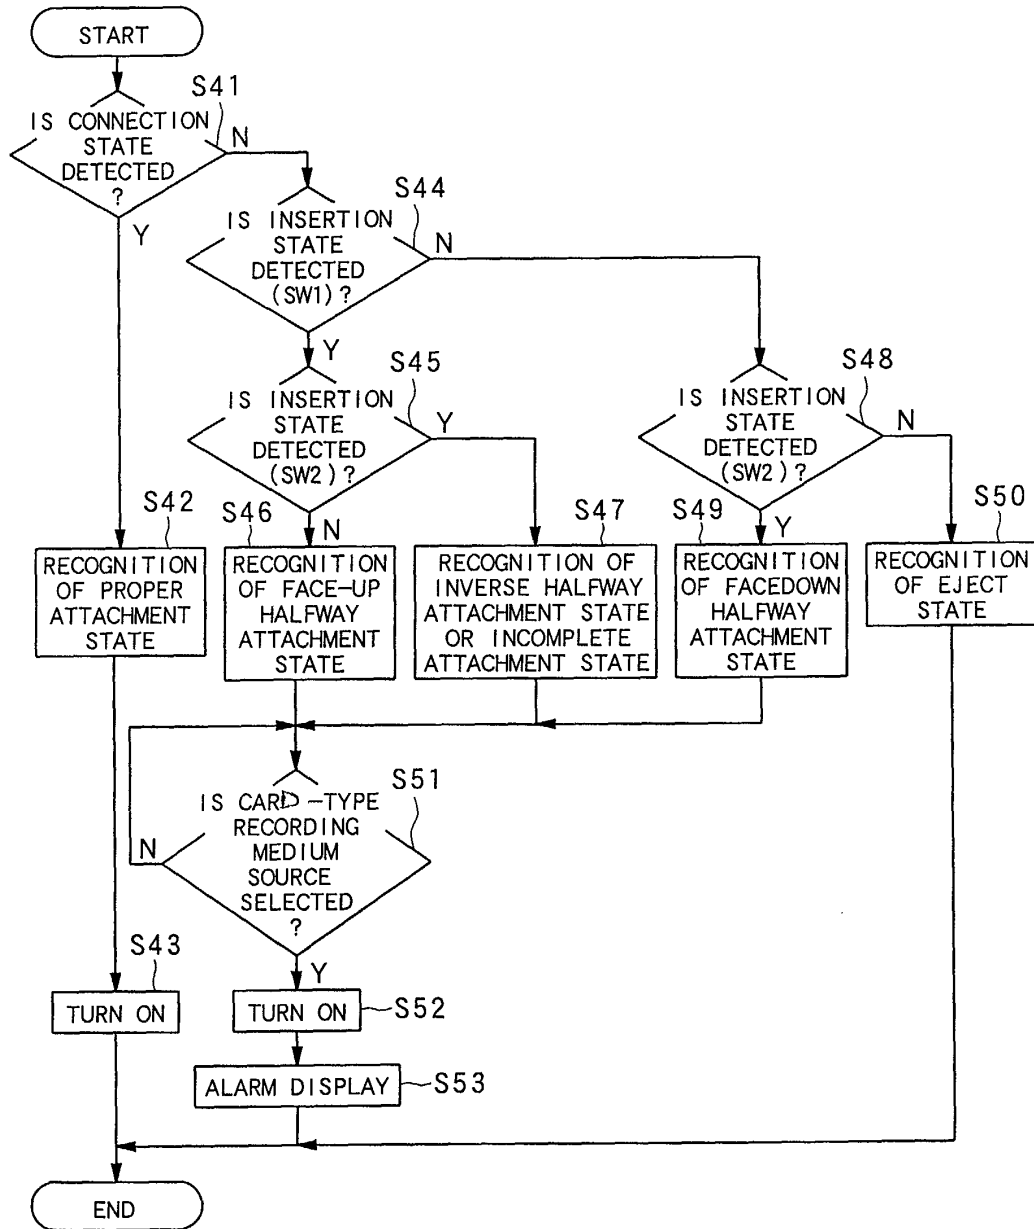 START
S41
IS CONNECTION
STATE
DETECTED
?
N
Y
S44
IS INSERTION
STATE
DETECTED
(SW1)?
N
Y
S45
IS INSERTION
STATE
DETECTED
(SW2)?
Y
N
S48
IS INSERTION
STATE
DETECTED
(SW2)?
N
Y
S42
RECOGNITION
OF PROPER
ATTACHMENT
STATE
S46
RECOGNITION
OF FACE-UP
HALFWAY
ATTACHMENT
STATE
S47
RECOGNITION OF
INVERSE HALFWAY
ATTACHMENT STATE
OR INCOMPLETE
ATTACHMENT STATE
S49
RECOGNITION
OF FACEDOWN
HALFWAY
ATTACHMENT
STATE
S50
RECOGNITION
OF EJECT
STATE
S51
IS CARD-TYPE
RECORDING
MEDIUM
SOURCE
SELECTED
?
N
Y
S43
TURN ON
TURN ON
S52
ALARM DISPLAY
S53
END